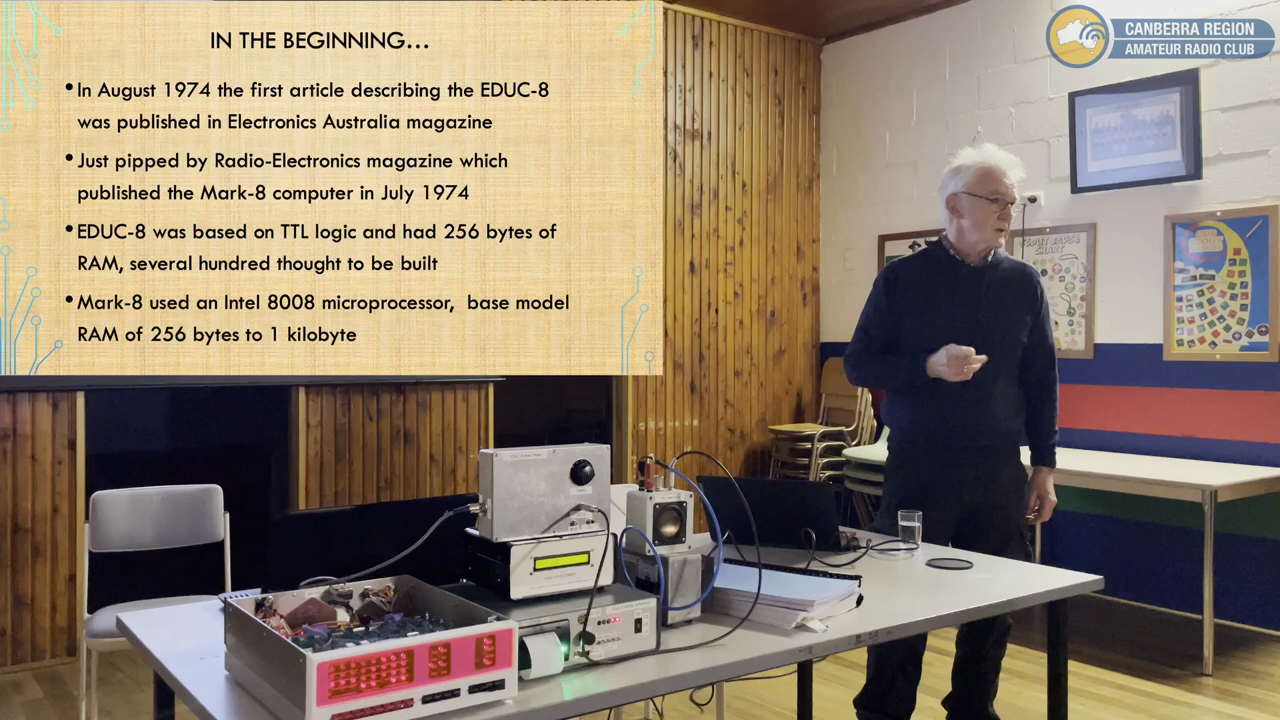 IN THE BEGINNING...
•In August 1974 the first article describing the EDUC-8
was published in Electronics Australia magazine
•Just pipped by Radio-Electronics magazine which
published the Mark-8 computer in July 1974
•EDUC-8 was based on TTL logic and had 256 bytes of
RAM, several hundred thought to be built
•Mark-8 used an Intel 8008 microprocessor, base model
RAM of 256 bytes to 1 kilobyte
CANBERRA REGION
AMATEUR RADIO CLUB
CHART